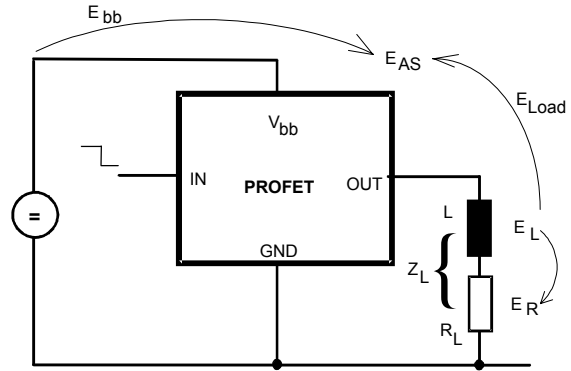 E bb
E AS
E Load
V bb
IN
PROFET
OUT
GND
=
L
Z L {
R L
E L
E R